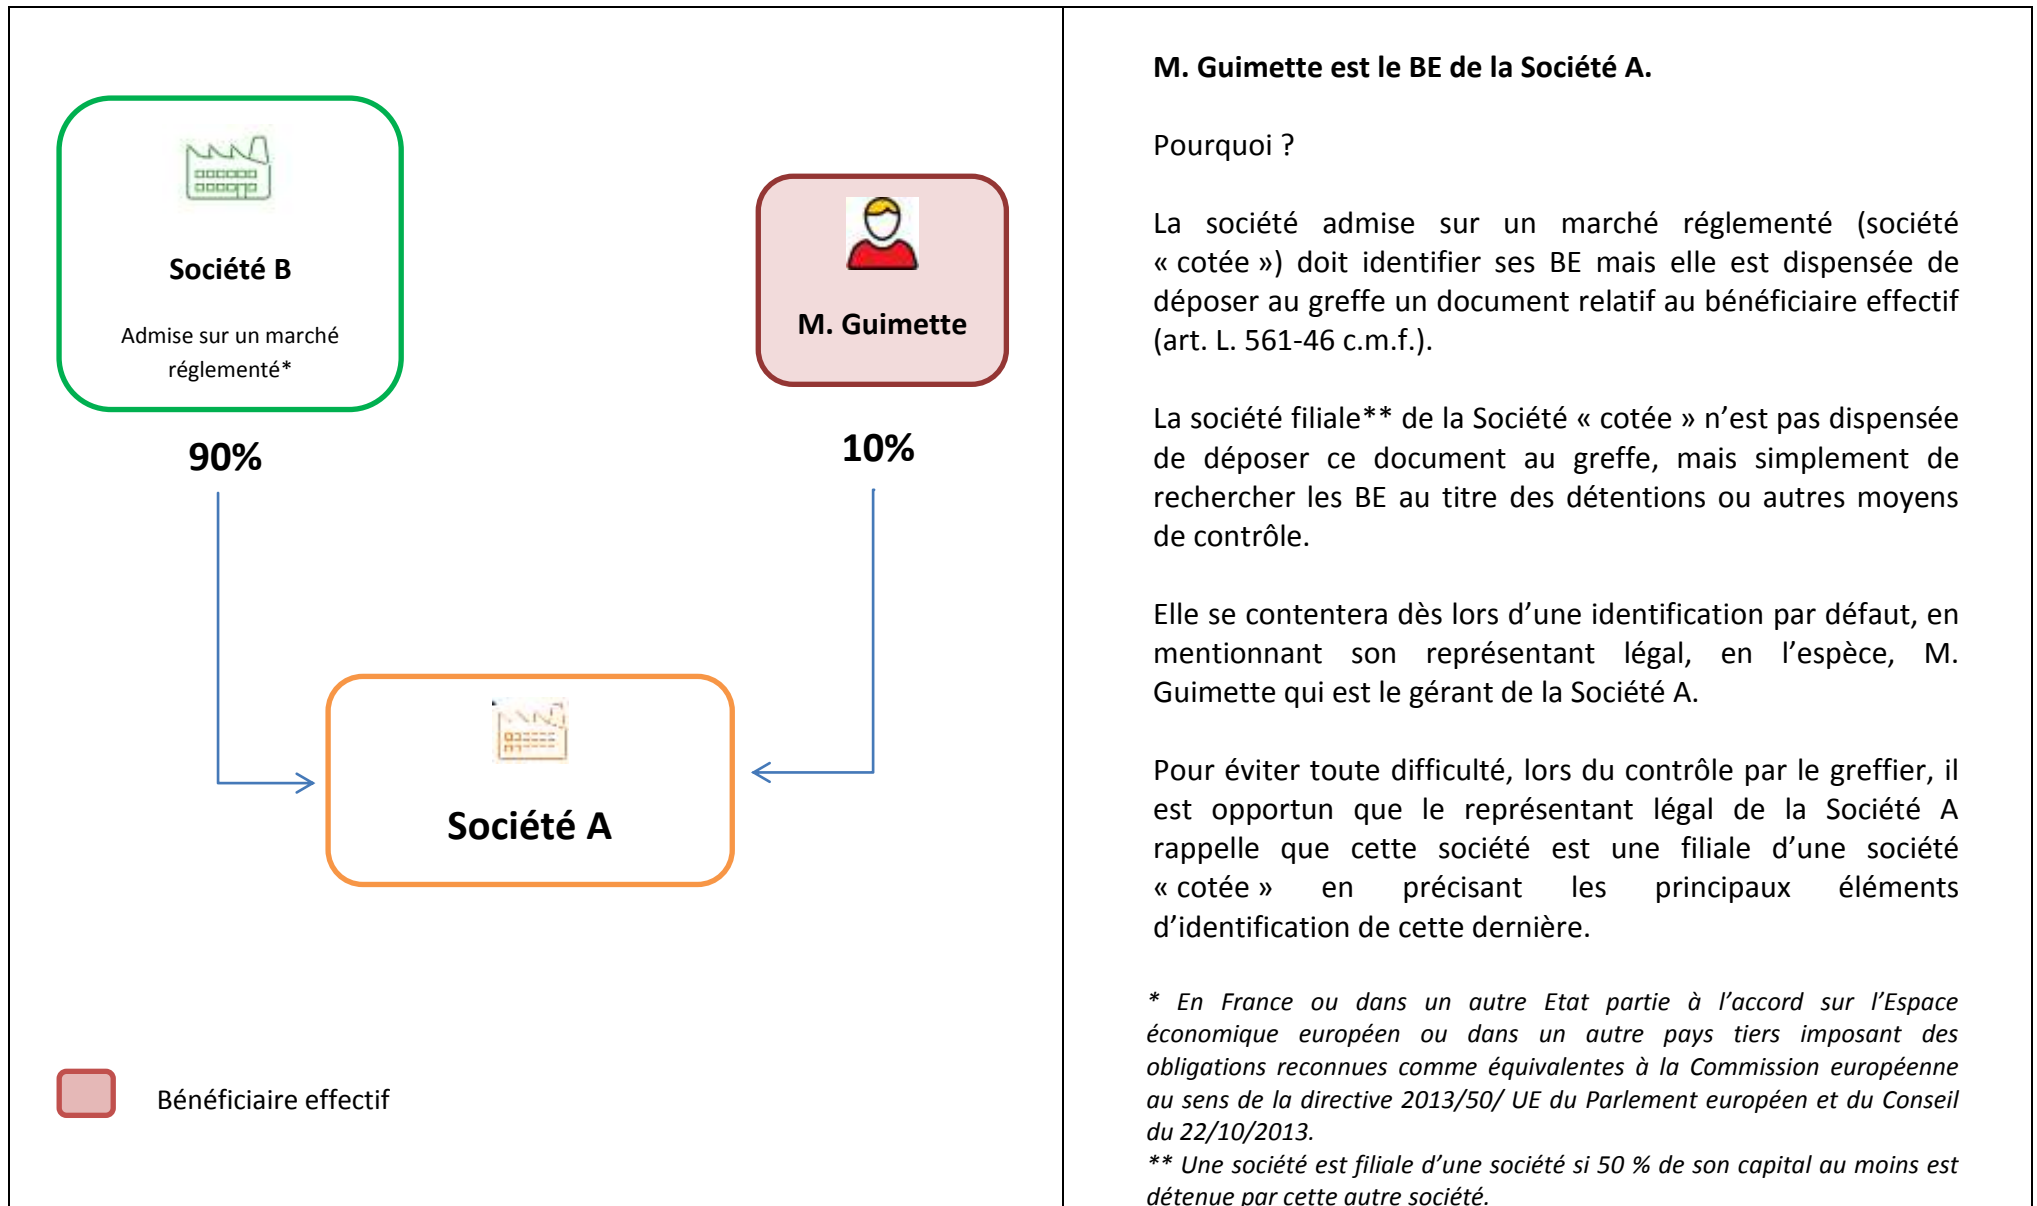 Société B
Admise sur un marché
réglementé*
90%
M. Guimette
10%
Société A
Bénéficiaire effectif
M. Guimette est le BE de la Société A.
Pourquoi ?
La société admise sur un marché réglementé (société
« cotée ») doit identifier ses BE mais elle est dispensée de
déposer au greffe un document relatif au bénéficiaire effectif
(art. L. 561-46 c.m.f.).
La société filiale** de la Société « cotée » n’est pas dispensée
de déposer ce document au greffe, mais simplement de
rechercher les BE au titre des détentions ou autres moyens
de contrôle.
Elle se contentera dès lors d’une identification par défaut, en
mentionnant son représentant légal, en l’espèce, M.
Guimette qui est le gérant de la Société A.
Pour éviter toute difficulté, lors du contrôle par le greffier, il
est opportun que le représentant légal de la Société A
rappelle que cette société est une filiale d’une société
« cotée » en précisant les principaux éléments
d’identification de cette dernière.
* En France ou dans un autre Etat partie à l’accord sur l’Espace
économique européen ou dans un autre pays tiers imposant des
obligations reconnues comme équivalentes à la Commission européenne
au sens de la directive 2013/50/ UE du Parlement européen et du Conseil
du 22/10/2013.
** Une société est filiale d’une société si 50 % de son capital au moins est
détenue par cette autre société.